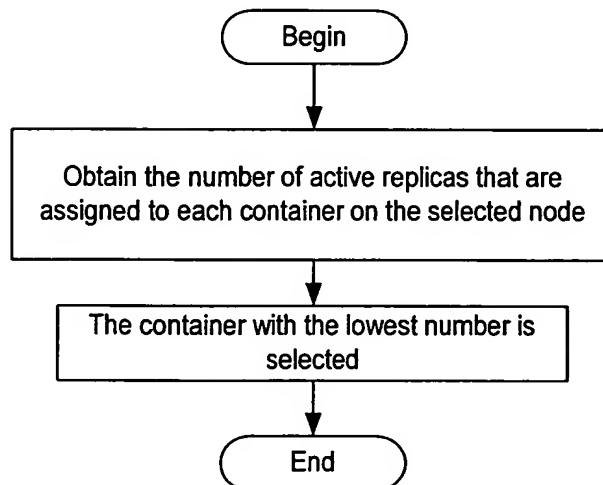 Begin
Obtain the number of active replicas that are
assigned to each container on the selected node
The container with the lowest number is
selected
End